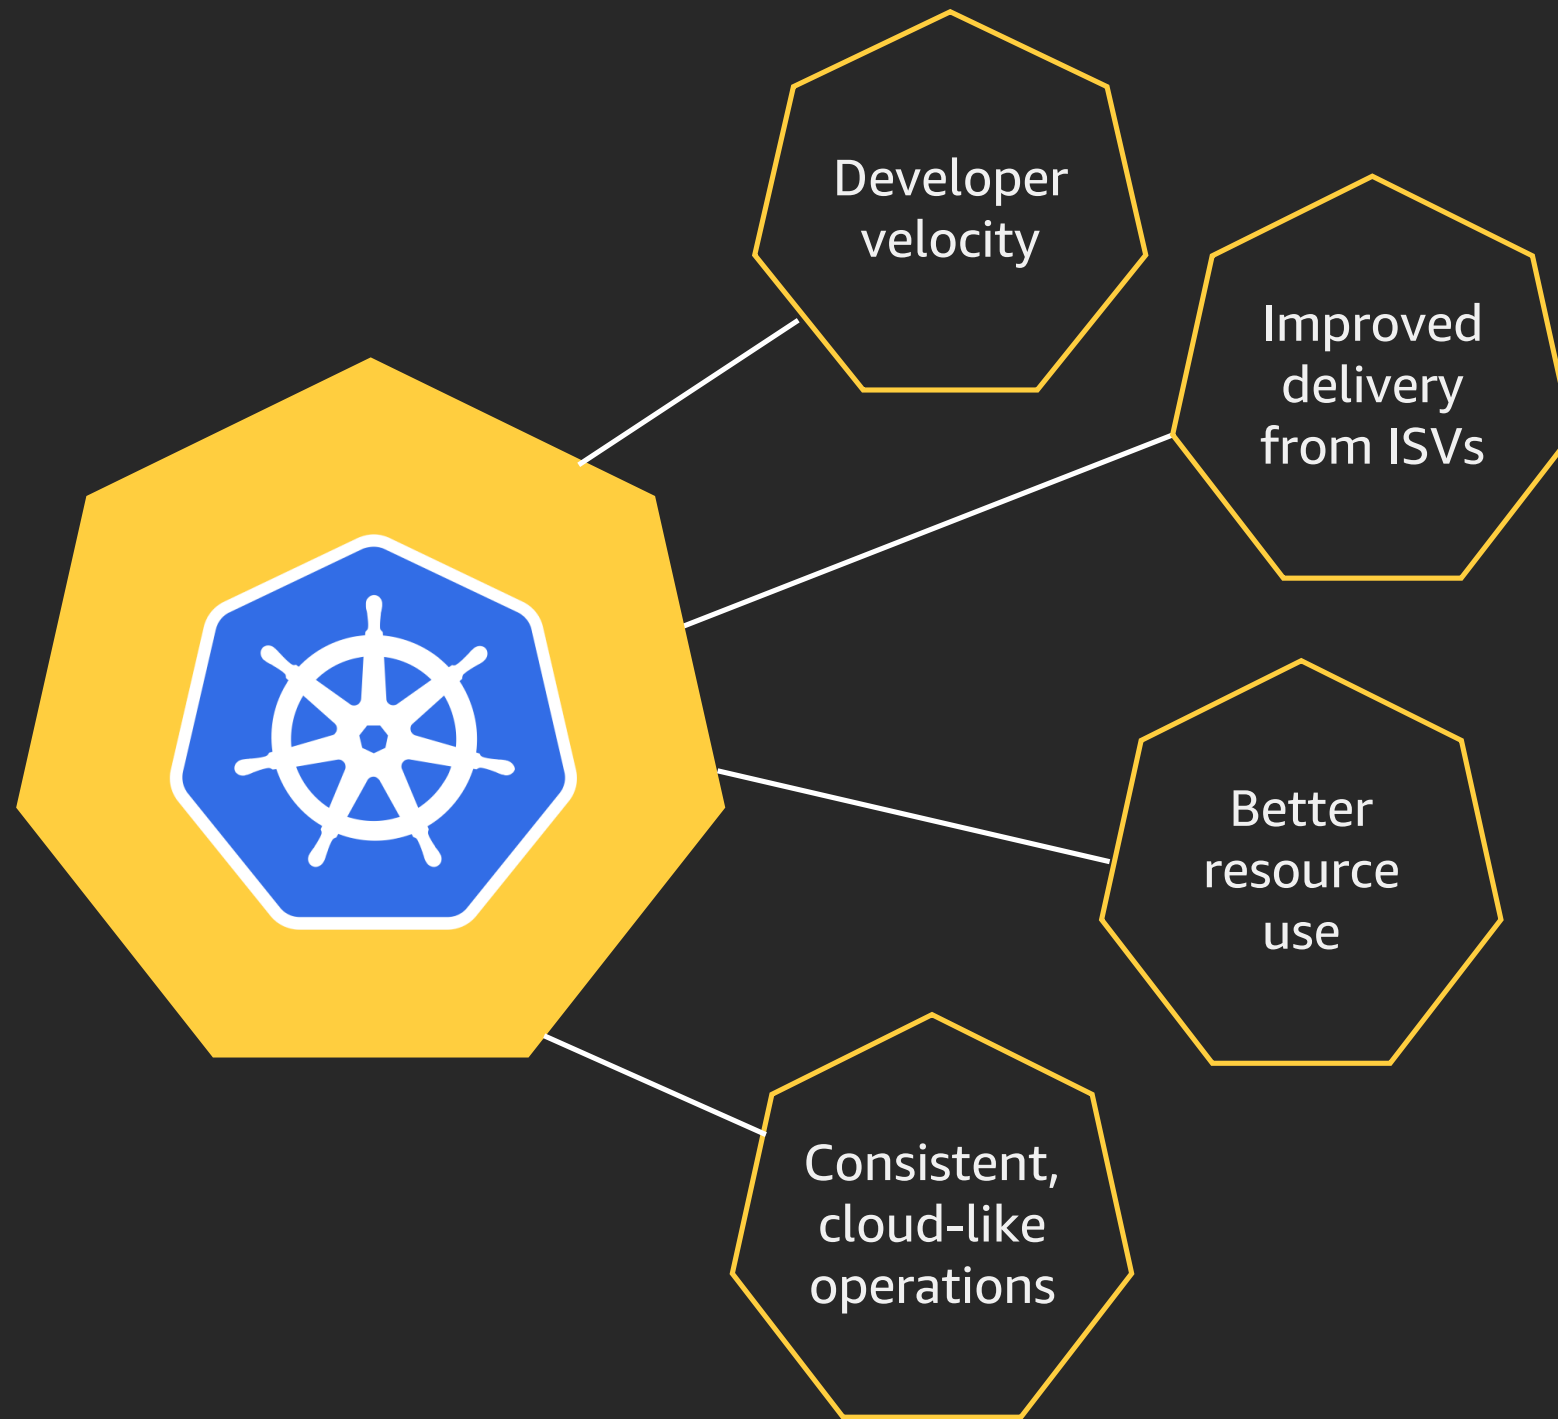 Developer
velocity
Improved
delivery
from ISVs
Better
resource
use
Consistent,
cloud-like
operations